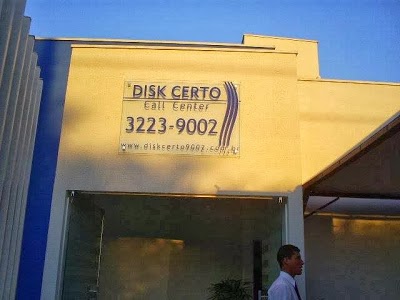 DISK CERTO
Call Center
3223-9002
www.diskcerto9002.com.br